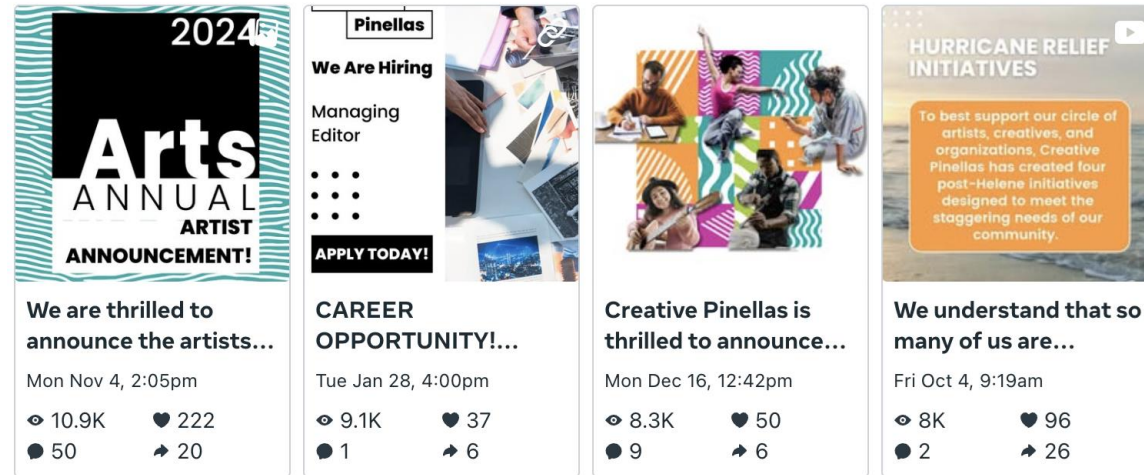 2024
Arts
ANNUAL
ARTIST
ANNOUNCEMENT!
We are thrilled to
announce the artists...
Mon Nov 4, 2:05pm
10.9K 222
50 20
Pinellas
We Are Hiring
Managing
Editor
APPLY TODAY!
CAREER
OPPORTUNITY!...
Tue Jan 28, 4:00pm
9.1K 37
1 6
Creative Pinellas is
thrilled to announce...
Mon Dec 16, 12:42pm
8.3K 50
9 6
HURRICANE RELIEF
INITIATIVES
To best support our circle of
artists, creatives, and
organizations, Creative
Pinellas has created four
post-Helene initiatives
designed to meet the
staggering needs of our
community.
We understand that so
many of us are...
Fri Oct 4, 9:19am
8K 96
2 26